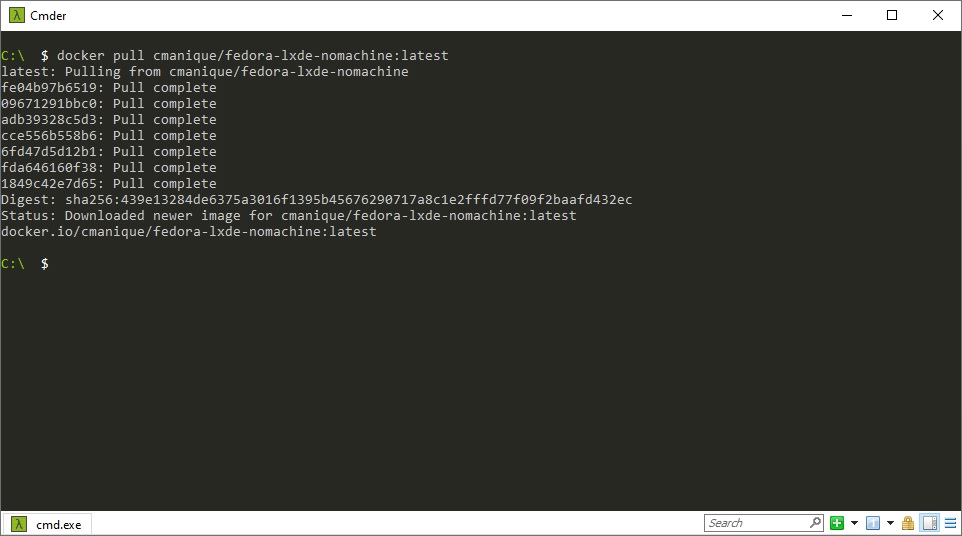 λ Cmder
C:\ $ docker pull cmanique/fedora-lxde-nomachine:latest
latest: Pulling from cmanique/fedora-lxde-nomachine
fe04b97b6519: Pull complete
09671291bbc0: Pull complete
adb39328c5d3: Pull complete
cce556b558b6: Pull complete
6fd47d5d12b1: Pull complete
fda646160f38: Pull complete
1849c42e7d65: Pull complete
Digest: sha256:439e13284de6375a3016f1395b45676290717a8c1e2fffd77f09f2baafd432ec
Status: Downloaded newer image for cmanique/fedora-lxde-nomachine:latest
docker.io/cmanique/fedora-lxde-nomachine:latest
C:\ $
λ cmd.exe
Search